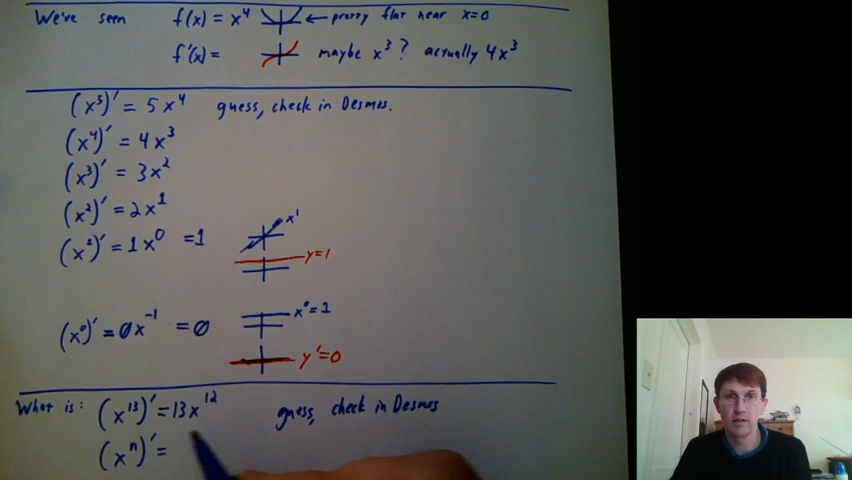 We've seen f(x) = x⁴ ← pretty flat near x=0
f'(x) = maybe x³? actually 4x³
(x⁵)' = 5x⁴ guess, check in Desmos.
(x⁴)' = 4x³
(x³)' = 3x²
(x²)' = 2x¹
(x¹)' = 1x⁰ = 1 x¹
y=1
(x⁰)' = 0x⁻¹ = 0 x⁰=1
y'=0
What is: (x¹³)' = 13x¹² guess, check in Desmos
(xⁿ)' =